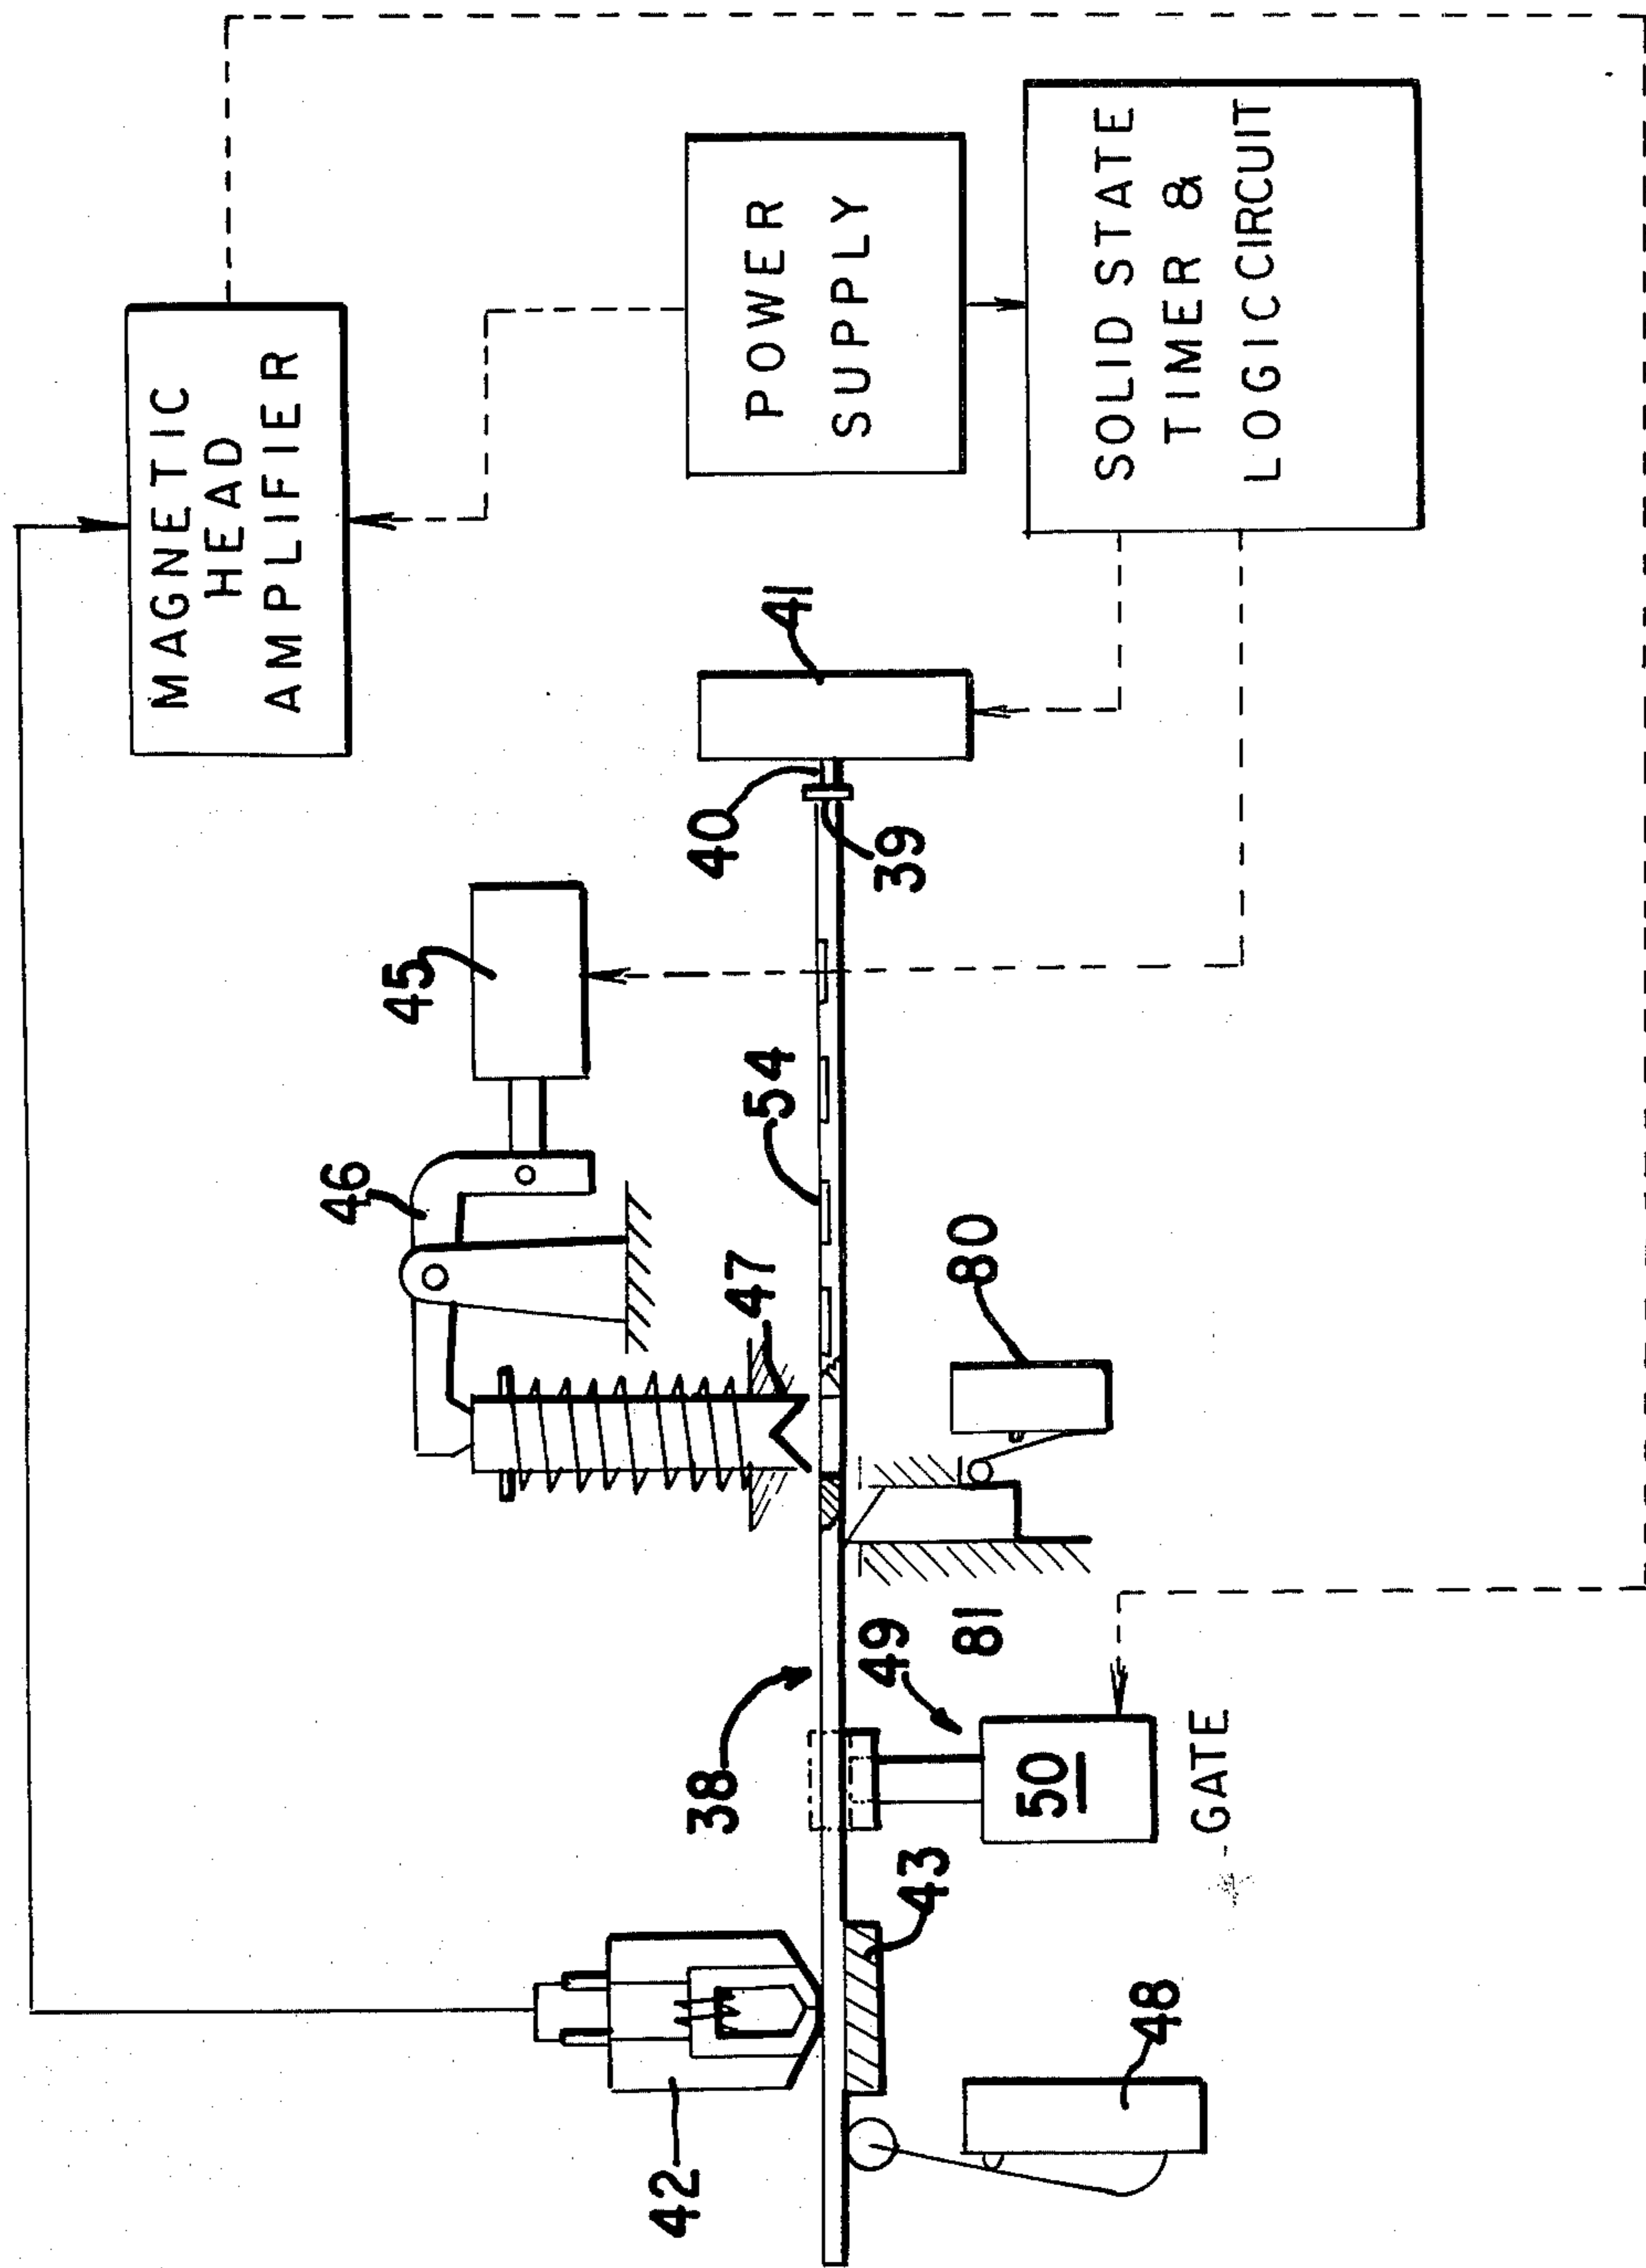 MAGNETIC
HEAD
AMPLIFIER
POWER
SUPPLY
SOLID STATE
TIMER &
LOGIC CIRCUIT
41
40
39
45
46
54
47
80
81
38
49
50
GATE
43
42
48